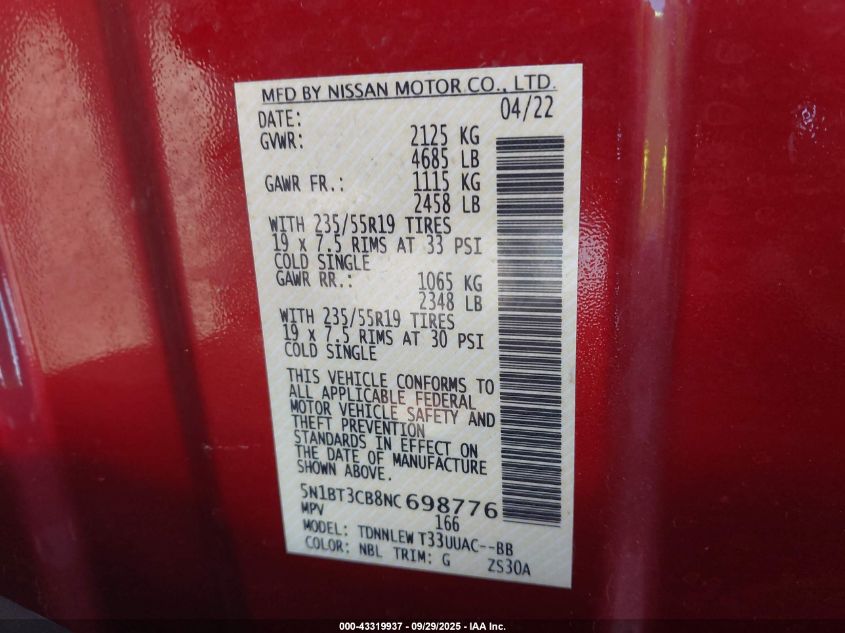 MFD BY NISSAN MOTOR CO., LTD.
DATE: 04/22
GVWR: 2125 KG
4685 LB
GAWR FR.: 1115 KG
2458 LB
WITH 235/55R19 TIRES
19 x 7.5 RIMS AT 33 PSI
COLD SINGLE
GAWR RR.: 1065 KG
2348 LB
WITH 235/55R19 TIRES
19 x 7.5 RIMS AT 30 PSI
COLD SINGLE
THIS VEHICLE CONFORMS TO
ALL APPLICABLE FEDERAL
MOTOR VEHICLE SAFETY AND
THEFT PREVENTION
STANDARDS IN EFFECT ON
THE DATE OF MANUFACTURE
SHOWN ABOVE.
5N1BT3CB8NC698776
MPV 166
MODEL: TDNNLEW T33UUAC--BB
COLOR: NBL TRIM: G ZS30A
000-43319937 - 09/29/2025 - IAA Inc.